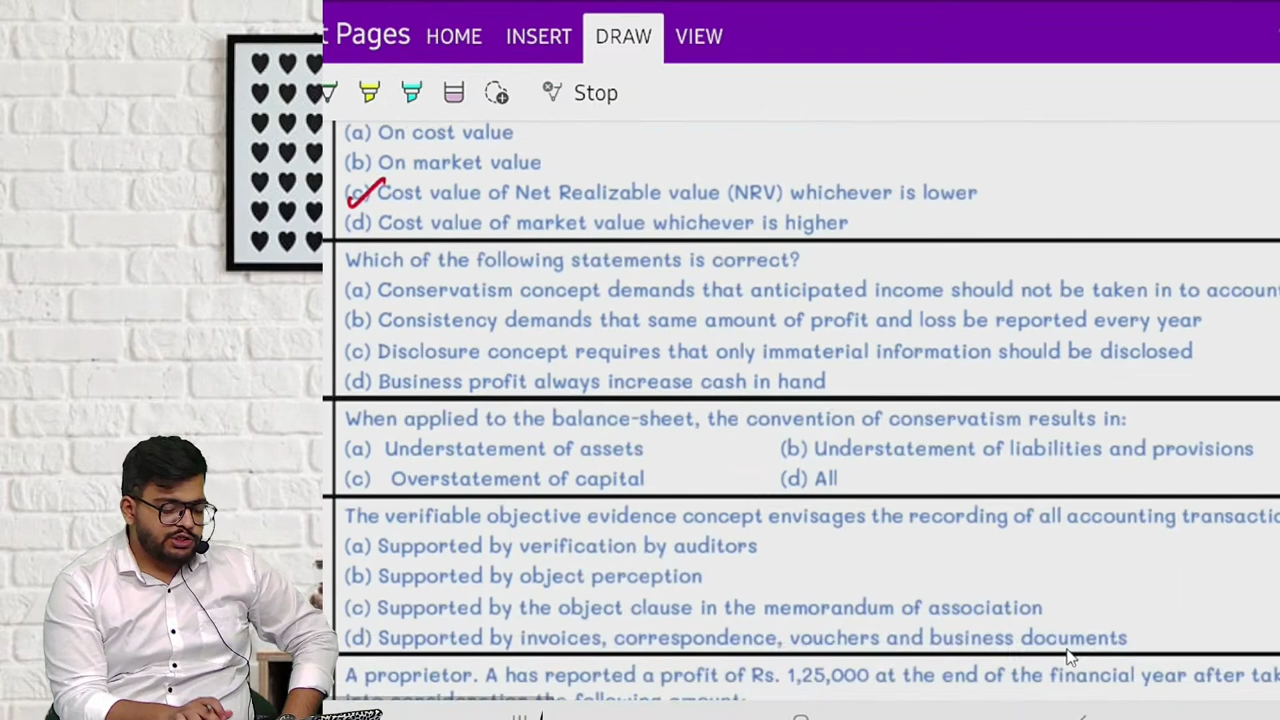 t Pages HOME INSERT DRAW VIEW
Stop
(a) On cost value
(b) On market value
(c) Cost value of Net Realizable value (NRV) whichever is lower
(d) Cost value of market value whichever is higher
Which of the following statements is correct?
(a) Conservatism concept demands that anticipated income should not be taken in to accoun
(b) Consistency demands that same amount of profit and loss be reported every year
(c) Disclosure concept requires that only immaterial information should be disclosed
(d) Business profit always increase cash in hand
When applied to the balance-sheet, the convention of conservatism results in:
(a) Understatement of assets (b) Understatement of liabilities and provisions
(c) Overstatement of capital (d) All
The verifiable objective evidence concept envisages the recording of all accounting transactio
(a) Supported by verification by auditors
(b) Supported by object perception
(c) Supported by the object clause in the memorandum of association
(d) Supported by invoices, correspondence, vouchers and business documents
A proprietor. A has reported a profit of Rs. 1,25,000 at the end of the financial year after tak
into consideration the following amount: